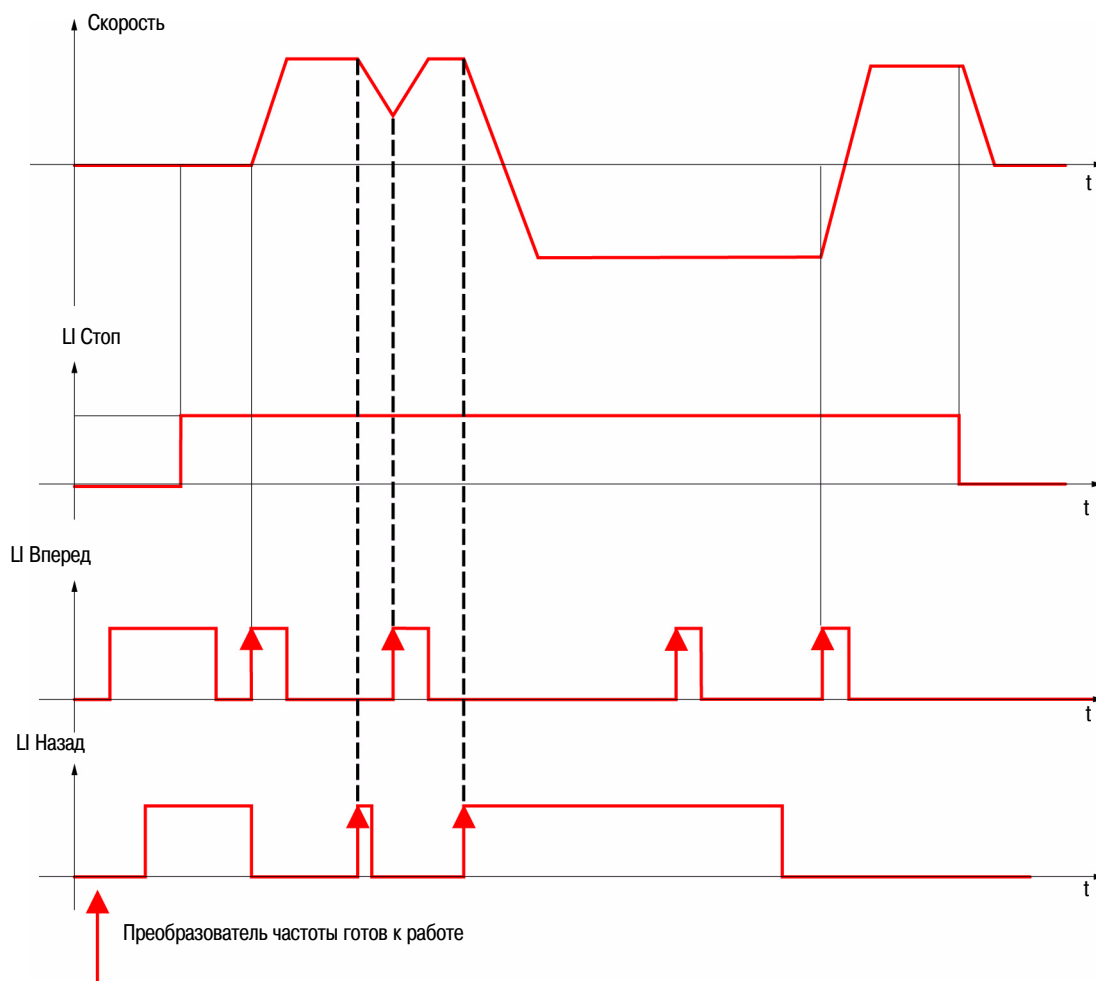 Скорость
t
LI Стоп
t
LI Вперед
t
LI Назад
t
Преобразователь частоты готов к работе